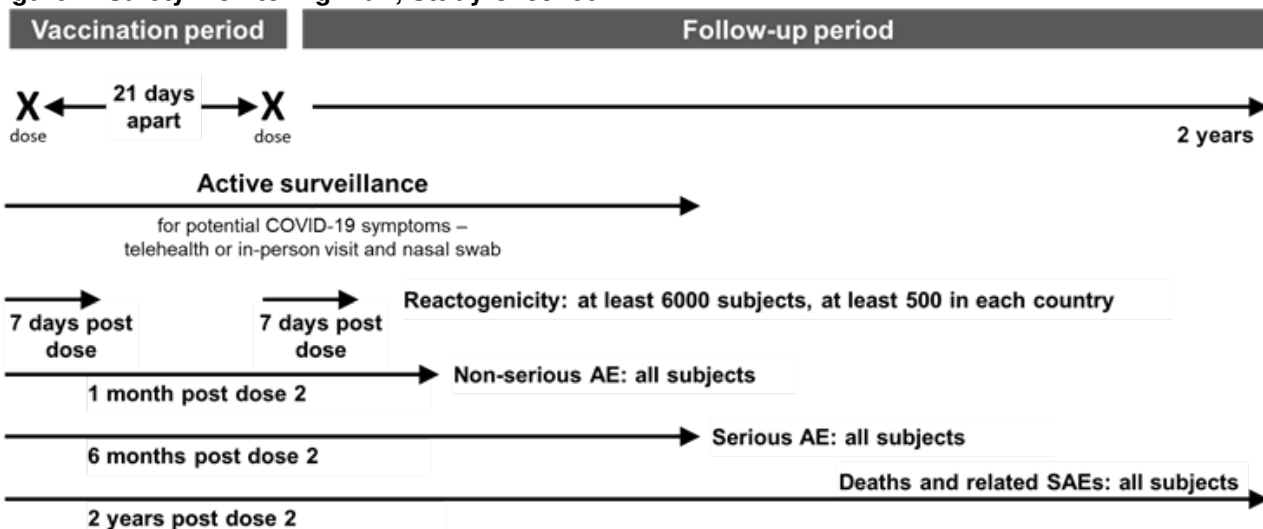 Vaccination period
Follow-up period
X
21 days
apart
X
dose
dose
2 years
Active surveillance
for potential COVID-19 symptoms –
telehealth or in-person visit and nasal swab
Reactogenicity: at least 6000 subjects, at least 500 in each country
7 days post
dose
7 days post
dose
Non-serious AE: all subjects
1 month post dose 2
Serious AE: all subjects
6 months post dose 2
Deaths and related SAEs: all subjects
2 years post dose 2